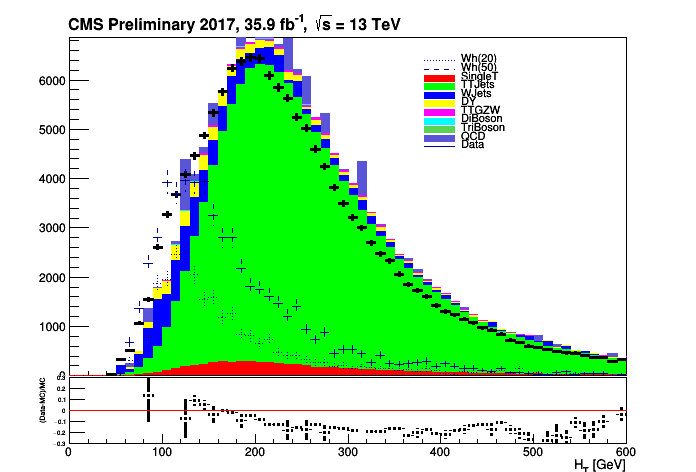 CMS Preliminary 2017, 35.9 fb⁻¹, √s = 13 TeV
Wh(20)
Wh(50)
SingleT
TTJets
WJets
DY
TTGZW
DiBoson
TriBoson
QCD
Data
6000
5000
4000
3000
2000
1000
0
(Data-MC)/MC
0.3
0.2
0.1
0
-0.1
-0.2
-0.3
0 100 200 300 400 500 600
H_T [GeV]